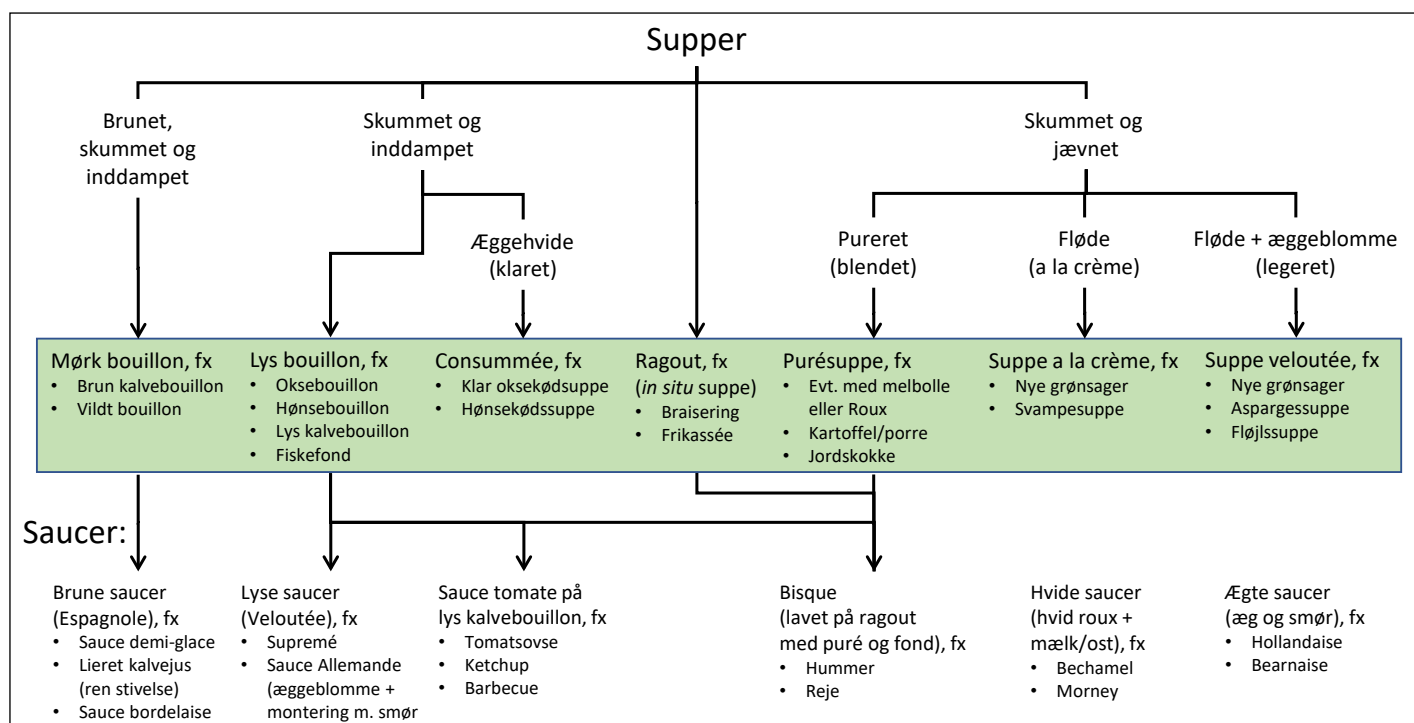 Supper
Brunet,
skummet og
inddampet
Skummet og
inddampet
Skummet og
jævnet
Æggehvide
(klaret)
Pureret
(blendet)
Fløde
(a la crème)
Fløde + æggeblomme
(legeret)
Mørk bouillon, fx
• Brun kalvebouillon
• Vildt bouillon
Lys bouillon, fx
• Oksebouillon
• Hønsebouillon
• Lys kalvebouillon
• Fiskefond
Consummée, fx
• Klar oksekødsuppe
• Hønsekødssuppe
Ragout, fx
(in situ suppe)
• Braisering
• Frikassée
Purésuppe, fx
• Evt. med melbolle
eller Roux
• Kartoffel/porre
• Jordskokke
Suppe a la crème, fx
• Nye grønsager
• Svampesuppe
Suppe veloutée, fx
• Nye grønsager
• Aspargessuppe
• Fløjlssuppe
Saucer:
Brune saucer
(Espagnole), fx
• Sauce demi-glace
• Lieret kalvejus
(ren stivelse)
• Sauce bordelaise
Lyse saucer
(Veloutée), fx
• Supremé
• Sauce Allemande
(æggeblomme +
montering m. smør
Sauce tomate på
lys kalvebouillon, fx
• Tomatsovse
• Ketchup
• Barbecue
Bisque
(lavet på ragout
med puré og fond), fx
• Hummer
• Reje
Hvide saucer
(hvid roux +
mælk/ost), fx
• Bechamel
• Morney
Ægte saucer
(æg og smør), fx
• Hollandaise
• Bearnaise